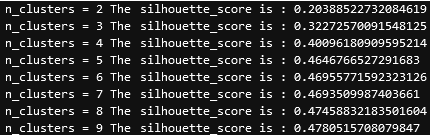 n_clusters = 2 The silhouette_score is : 0.20388522732084619
n_clusters = 3 The silhouette_score is : 0.32272570091548125
n_clusters = 4 The silhouette_score is : 0.40096180909595214
n_clusters = 5 The silhouette_score is : 0.4646766527291683
n_clusters = 6 The silhouette_score is : 0.46955771592323126
n_clusters = 7 The silhouette_score is : 0.4693509987403661
n_clusters = 8 The silhouette_score is : 0.47458832183501604
n_clusters = 9 The silhouette_score is : 0.4780515708079847